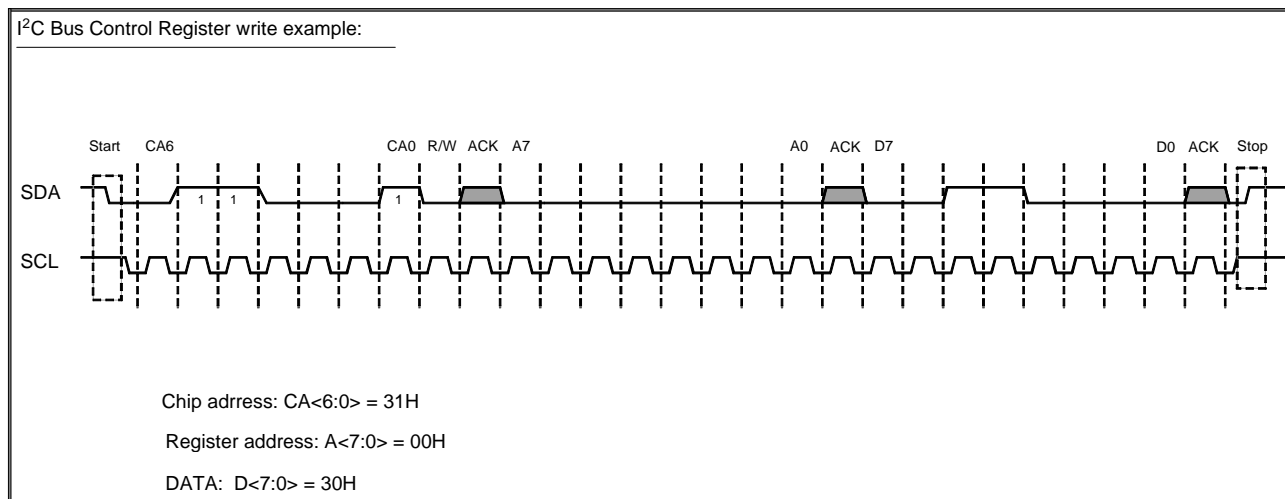 I²C Bus Control Register write example:
Start CA6 CA0 R/W ACK A7 A0 ACK D7 D0 ACK Stop
SDA 1 1 1
SCL
Chip adrress: CA<6:0> = 31H
Register address: A<7:0> = 00H
DATA: D<7:0> = 30H